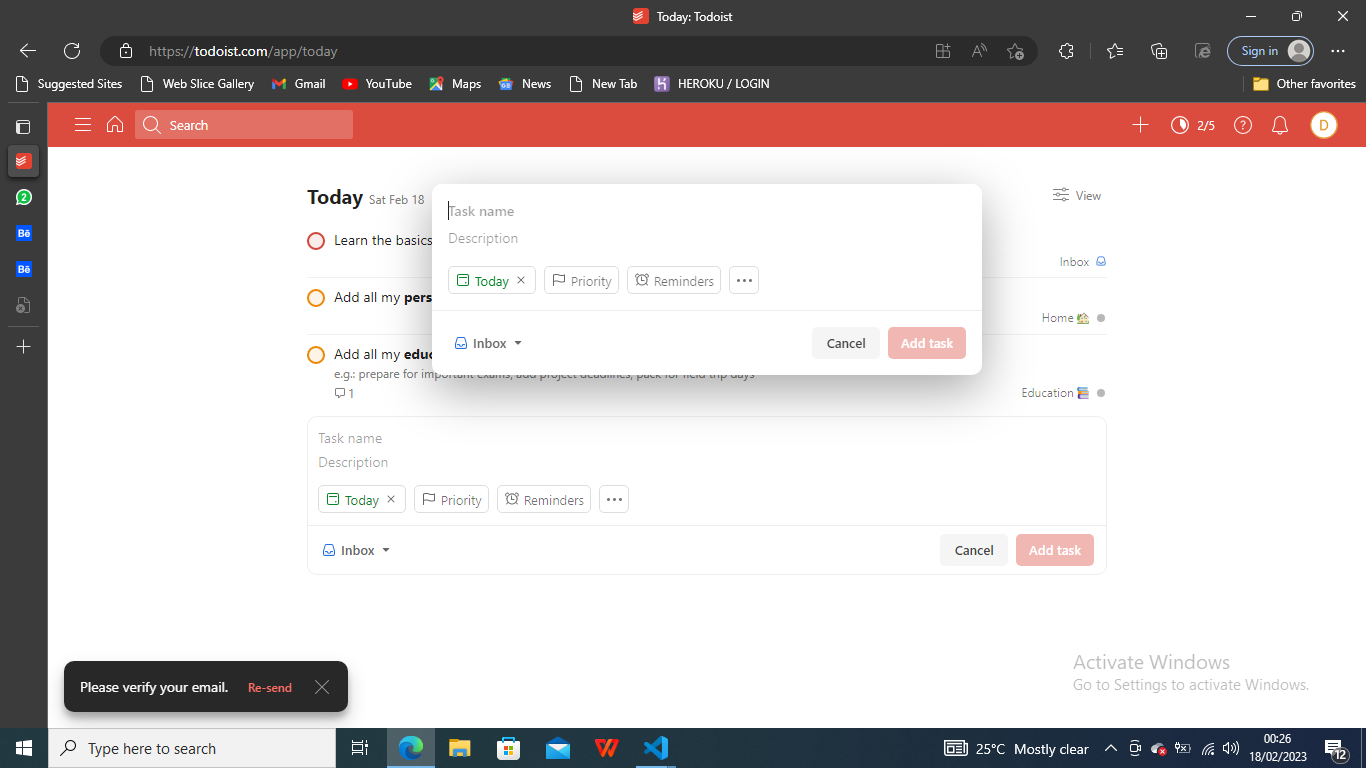 Today: Todoist
https://todoist.com/app/today
Sign in
Suggested Sites
Web Slice Gallery
Gmail
YouTube
Maps
News
New Tab
HEROKU / LOGIN
Other favorites
Search
2/5
D
2
Bē
Bē
Today Sat Feb 18
View
Learn the basics
Inbox
Add all my pers
Home
Add all my educ
e.g.: prepare for important exams, add project deadlines, pack for field trip days
1
Education
Task name
Description
Today
Priority
Reminders
Inbox
Cancel
Add task
Task name
Description
Today
Priority
Reminders
Inbox
Cancel
Add task
Please verify your email.
Re-send
Activate Windows
Go to Settings to activate Windows.
Type here to search
25°C Mostly clear
00:26
18/02/2023
12